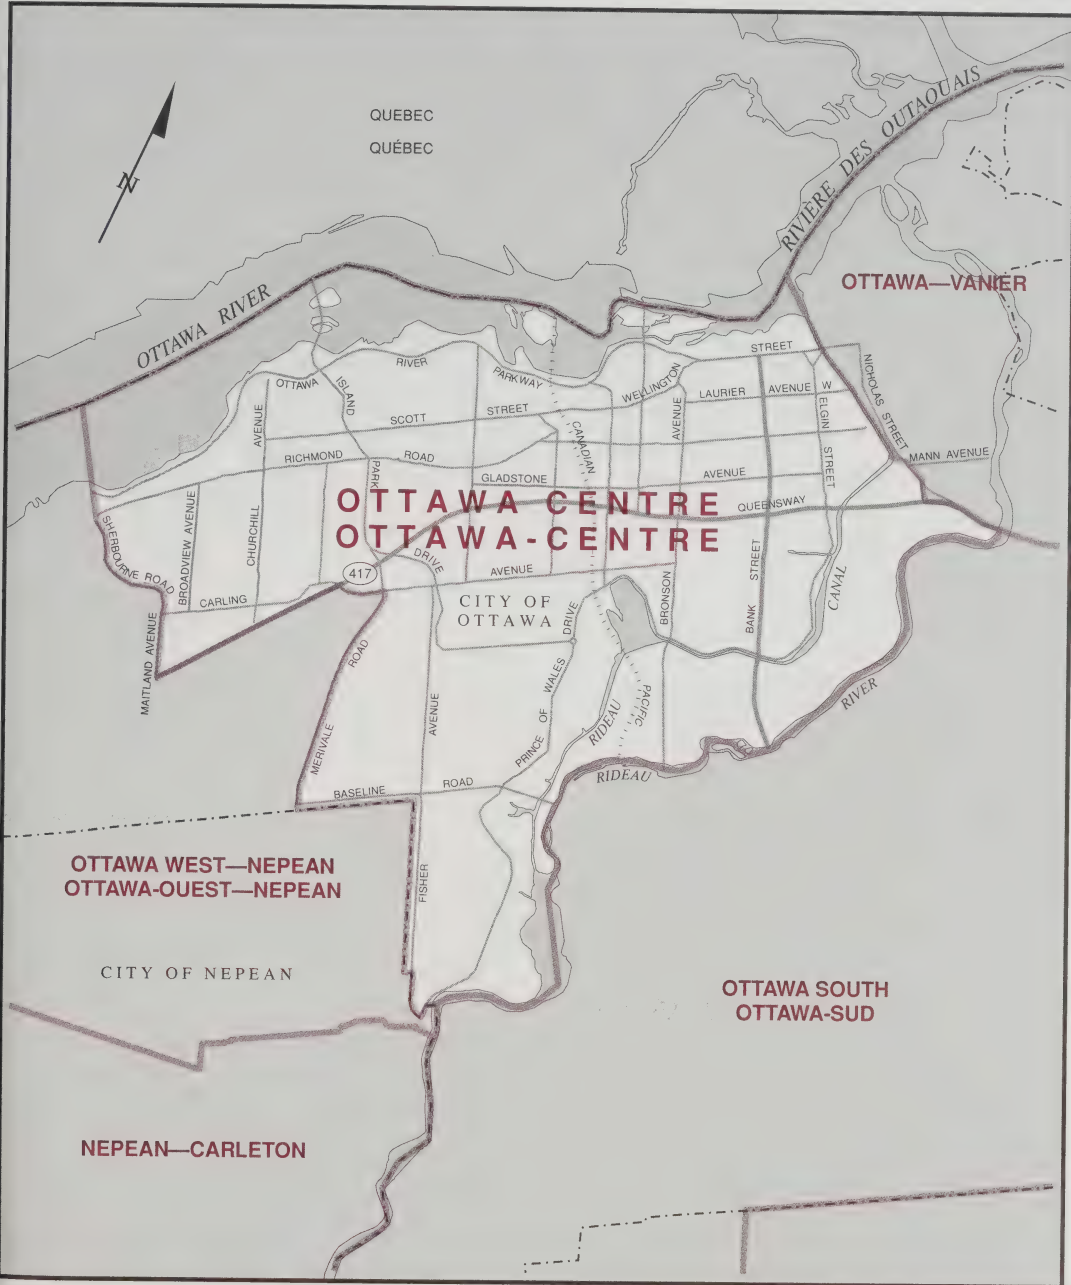 QUEBEC
QUÉBEC
N
RIVIÈRE DES OUTAOUAIS
OTTAWA—VANIER
OTTAWA RIVER
OTTAWA RIVER PARKWAY
ISLAND PARK DRIVE
SCOTT STREET
WELLINGTON STREET
LAURIER AVENUE W
NICHOLAS STREET
ELGIN STREET
MANN AVENUE
RICHMOND ROAD
CANADIAN PACIFIC
GLADSTONE AVENUE
QUEENSWAY
OTTAWA CENTRE
OTTAWA-CENTRE
417
SHERBOURNE ROAD
BROADVIEW AVENUE
CHURCHILL AVENUE
CARLING AVENUE
CITY OF
OTTAWA
BRONSON AVENUE
BANK STREET
RIDEAU CANAL
MAITLAND AVENUE
MERIVALE ROAD
FISHER AVENUE
PRINCE OF WALES DRIVE
RIDEAU RIVER
BASELINE ROAD
OTTAWA WEST—NEPEAN
OTTAWA-OUEST—NEPEAN
CITY OF NEPEAN
OTTAWA SOUTH
OTTAWA-SUD
NEPEAN—CARLETON